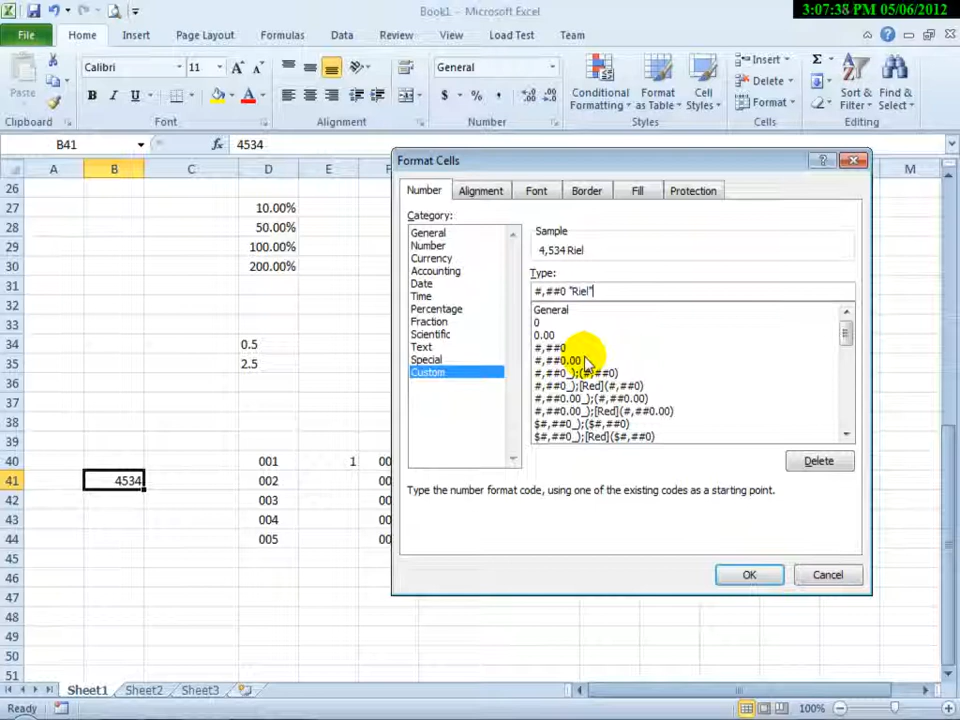 Book1 - Microsoft Excel
3:07:38 PM 05/06/2012
File Home Insert Page Layout Formulas Data Review View Load Test Team
Calibri 11 General Insert
Delete
Paste B I U A $ % , Conditional Formatting Format as Table Cell Styles Format Σ Sort & Filter Find & Select
Clipboard Font Alignment Number Styles Cells Editing
B41 fx 4534
A B C D E F M
Format Cells
Number Alignment Font Border Fill Protection
Category:
General
Number
Currency
Accounting
Date
Time
Percentage
Fraction
Scientific
Text
Special
Custom
Sample
4,534 Riel
Type:
#,##0 "Riel"
General
0
0.00
#,##0
#,##0.00
#,##0_);(#,##0)
#,##0_);[Red](#,##0)
#,##0.00_);(#,##0.00)
#,##0.00_);[Red](#,##0.00)
$#,##0_);($#,##0)
$#,##0_);[Red]($#,##0)
Delete
Type the number format code, using one of the existing codes as a starting point.
OK Cancel
26
27 10.00%
28 50.00%
29 100.00%
30 200.00%
31
32
33
34 0.5
35 2.5
36
37
38
39
40 001 1 00
41 4534 002 00
42 003 00
43 004 00
44 005 00
45
46
47
48
49
50
51
Sheet1 Sheet2 Sheet3
Ready 100%